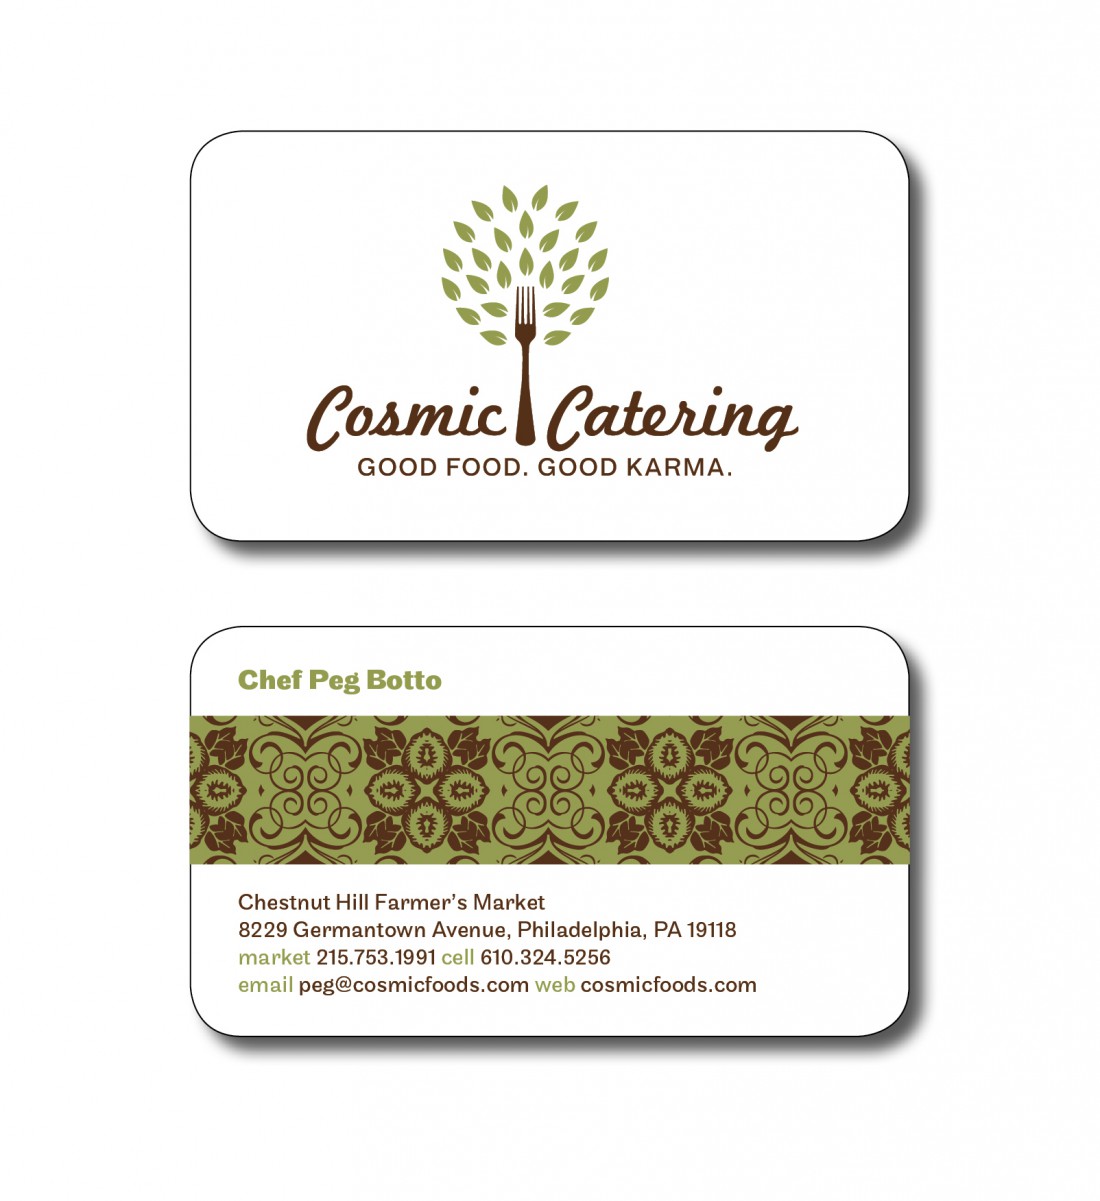 Cosmic Catering
GOOD FOOD. GOOD KARMA.
Chef Peg Botto
Chestnut Hill Farmer's Market
8229 Germantown Avenue, Philadelphia, PA 19118
market 215.753.1991 cell 610.324.5256
email peg@cosmicfoods.com web cosmicfoods.com